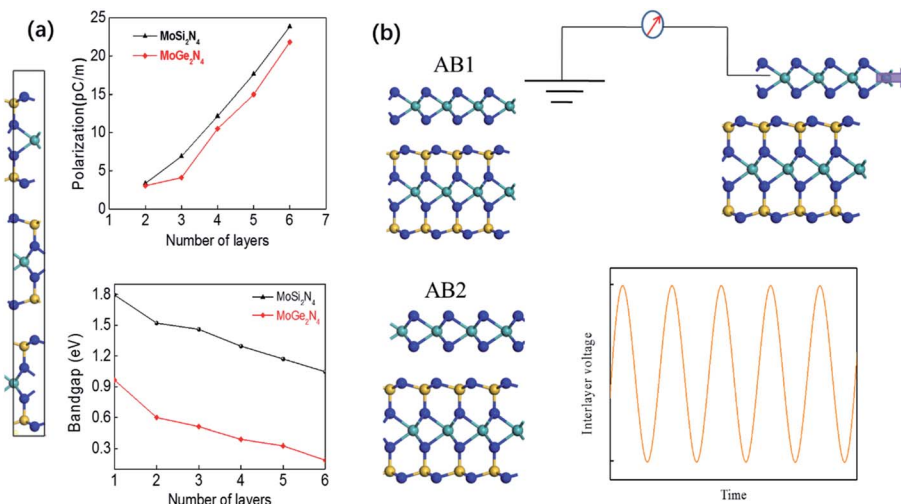 (a)
25
20
15
10
5
0
1 2 3 4 5 6 7
Polarization(pC/m)
Number of layers
MoSi₂N₄
MoGe₂N₄
1.8
1.5
1.2
0.9
0.6
0.3
1 2 3 4 5 6
Bandgap (eV)
Number of layers
MoSi₂N₄
MoGe₂N₄
(b)
AB1
AB2
Interlayer voltage
Time